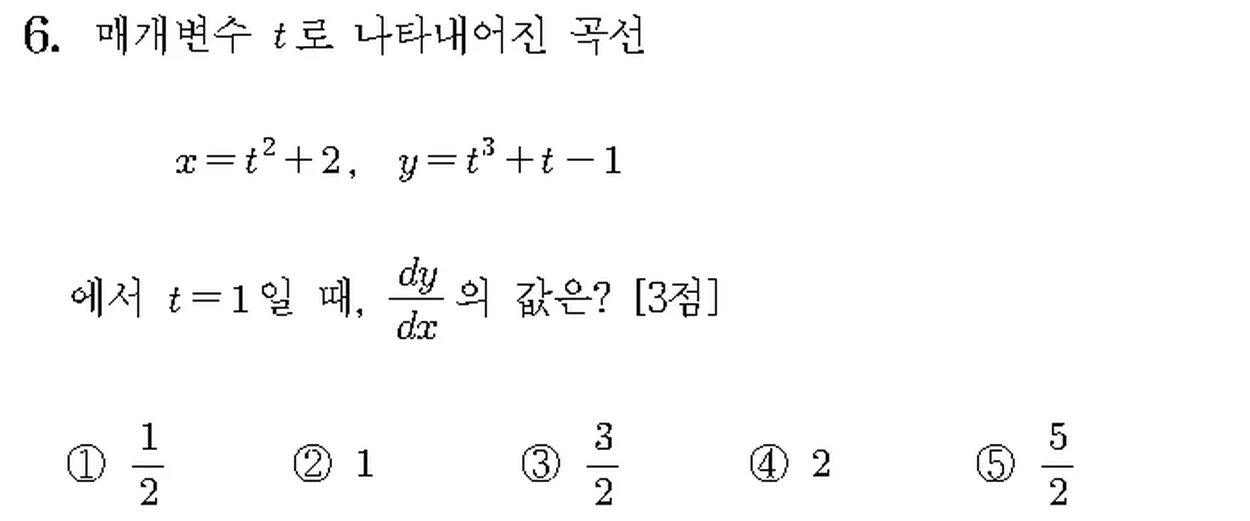 6. 매개변수 t로 나타내어진 곡선
x=t²+2, y=t³+t-1
에서 t=1일 때, dy/dx의 값은? [3점]
① 1/2 ② 1 ③ 3/2 ④ 2 ⑤ 5/2